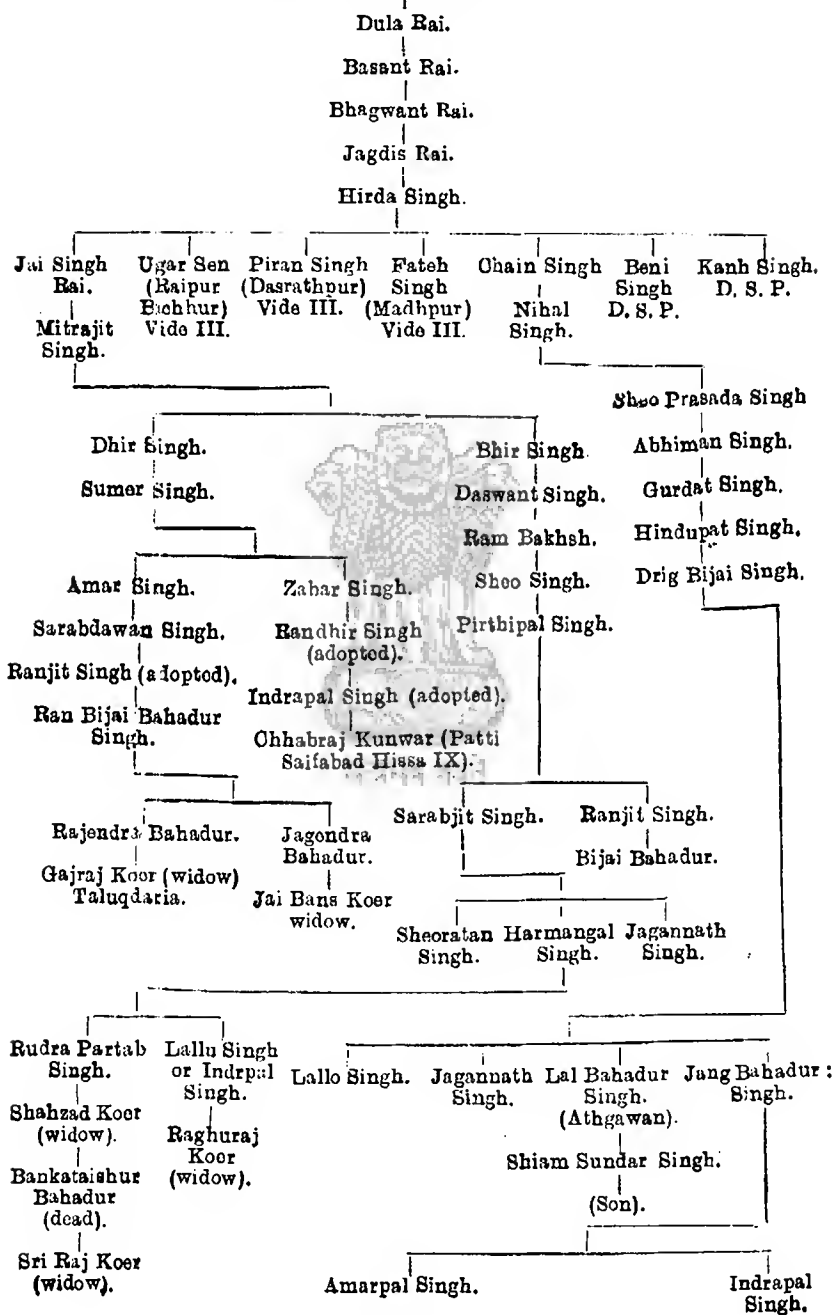 Dula Rai.
Basant Rai.
Bhagwant Rai.
Jagdis Rai.
Hirda Singh.
Jai Singh Rai.
Mitrajit Singh.
Ugar Sen (Raipur Bichhur) Vide III.
Piran Singh (Dasrathpur) Vide III.
Fateh Singh (Madhpur) Vide III.
Chain Singh
Nihal Singh.
Beni Singh D. S. P.
Kanh Singh. D. S. P.
Dhir Singh.
Sumer Singh.
Bhir Singh
Daswant Singh.
Ram Bakhsh.
Sheo Singh.
Pirthipal Singh.
Sheo Prasada Singh
Abhiman Singh.
Gurdat Singh.
Hindupat Singh.
Drig Bijai Singh.
Amar Singh.
Sarabdawan Singh.
Ranjit Singh (adopted).
Ran Bijai Bahadur Singh.
Zabar Singh.
Randhir Singh (adopted).
Indrapal Singh (adopted).
Chhabraj Kunwar (Patti Saifabad Hissa IX).
Rajendra Bahadur.
Gajraj Koer (widow) Taluqdaria.
Jagendra Bahadur.
Jai Bans Koer widow.
Sarabjit Singh.
Ranjit Singh.
Bijai Bahadur.
Sheoratan Singh.
Harmangal Singh.
Jagannath Singh.
Rudra Partab Singh.
Shahzad Koer (widow).
Bankataishur Bahadur (dead).
Sri Raj Koer (widow).
Lallu Singh or Indrpal Singh.
Raghuraj Koer (widow).
Lallo Singh.
Jagannath Singh.
Lal Bahadur Singh. (Athgawan).
Shiam Sundar Singh.
(Son).
Jang Bahadur Singh.
Amarpal Singh.
Indrapal Singh.